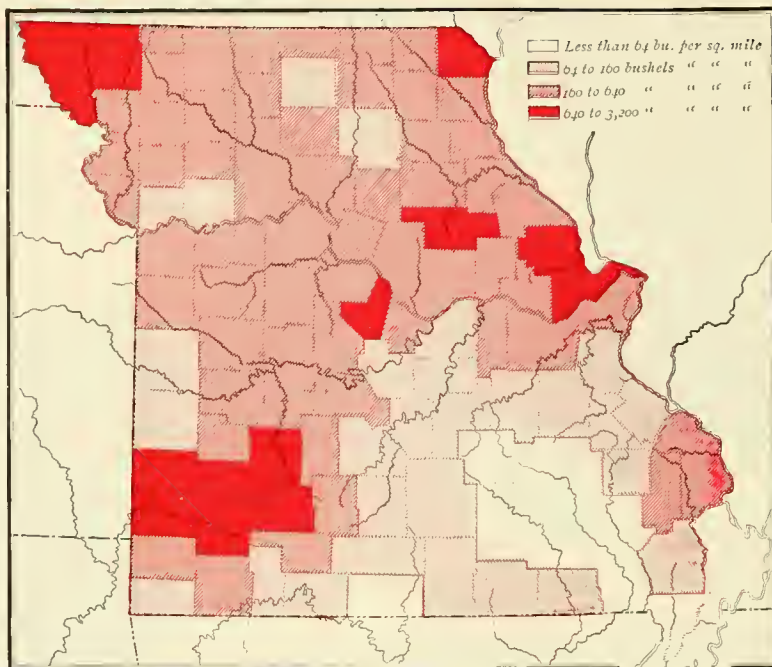 Less than 64 bu. per sq. mile
64 to 160 bushels “ “ “
160 to 640 “ “ “ “
640 to 3,200 “ “ “ “